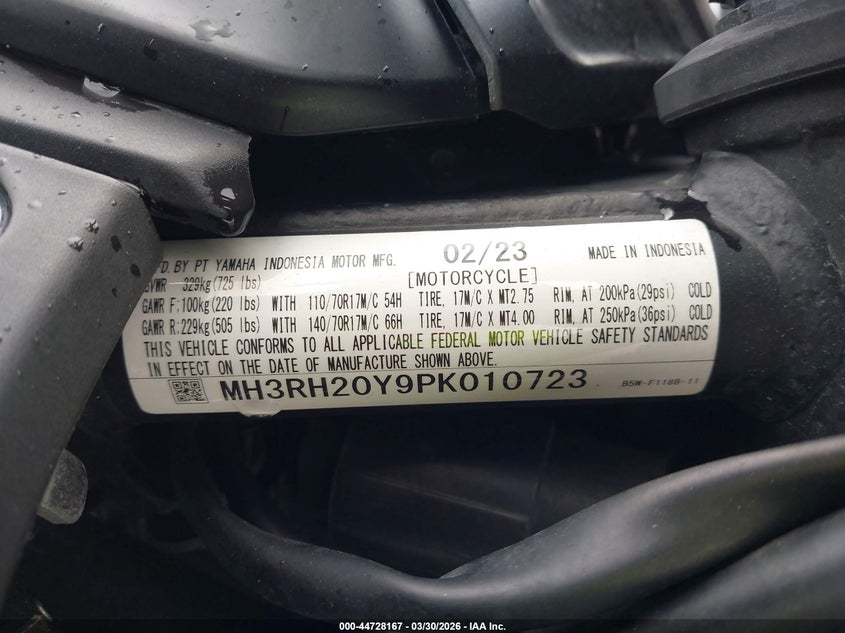 FD. BY PT YAMAHA INDONESIA MOTOR MFG. 02/23 MADE IN INDONESIA
GVWR 329kg(725 lbs) [MOTORCYCLE]
GAWR F:100kg(220 lbs) WITH 110/70R17M/C 54H TIRE, 17M/C X MT2.75 RIM, AT 200kPa(29psi) COLD
GAWR R:229kg(505 lbs) WITH 140/70R17M/C 66H TIRE, 17M/C X MT4.00 RIM, AT 250kPa(36psi) COLD
THIS VEHICLE CONFORMS TO ALL APPLICABLE FEDERAL MOTOR VEHICLE SAFETY STANDARDS
IN EFFECT ON THE DATE OF MANUFACTURE SHOWN ABOVE.
MH3RH20Y9PK010723 B5W-F118B-11
000-44728167 - 03/30/2026 - IAA Inc.